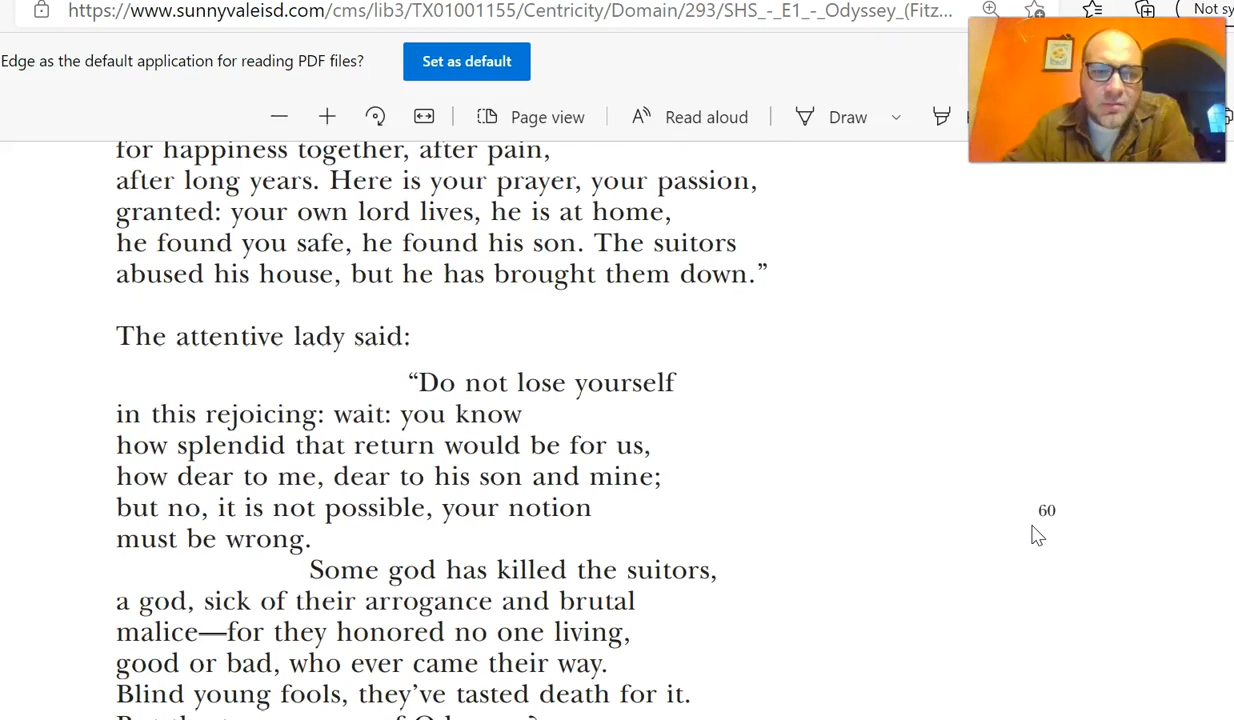 https://www.sunnyvaleisd.com/cms/lib3/TX01001155/Centricity/Domain/293/SHS_-_E1_-_Odyssey_(Fitz...
Not sy
Edge as the default application for reading PDF files?
Set as default
Page view
Read aloud
Draw
for happiness together, after pain,
after long years. Here is your prayer, your passion,
granted: your own lord lives, he is at home,
he found you safe, he found his son. The suitors
abused his house, but he has brought them down.”
The attentive lady said:
“Do not lose yourself
in this rejoicing: wait: you know
how splendid that return would be for us,
how dear to me, dear to his son and mine;
but no, it is not possible, your notion
60
must be wrong.
Some god has killed the suitors,
a god, sick of their arrogance and brutal
malice—for they honored no one living,
good or bad, who ever came their way.
Blind young fools, they’ve tasted death for it.